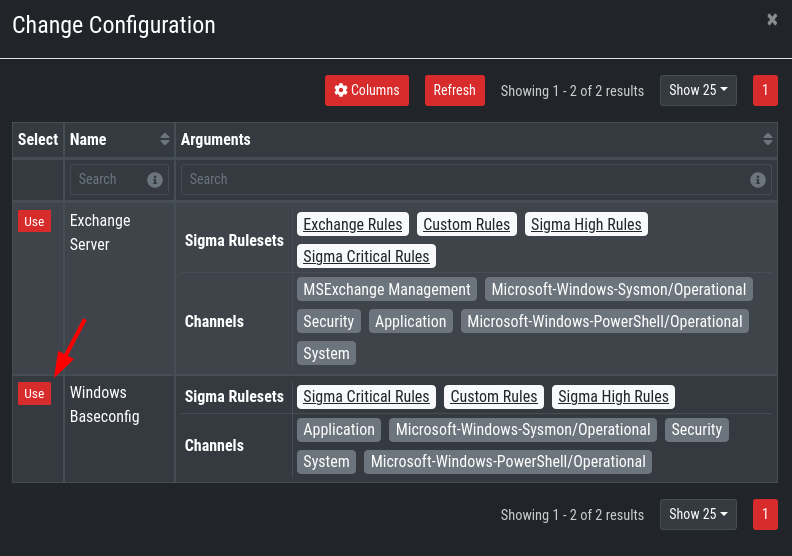 Change Configuration ×
Columns Refresh Showing 1 - 2 of 2 results Show 25 1
Select Name Arguments
Search Search
Use Exchange Server
Sigma Rulesets Exchange Rules Custom Rules Sigma High Rules
Sigma Critical Rules
Channels MSExchange Management Microsoft-Windows-Sysmon/Operational
Security Application Microsoft-Windows-PowerShell/Operational
System
Use Windows Baseconfig
Sigma Rulesets Sigma Critical Rules Custom Rules Sigma High Rules
Channels Application Microsoft-Windows-Sysmon/Operational Security
System Microsoft-Windows-PowerShell/Operational
Showing 1 - 2 of 2 results Show 25 1